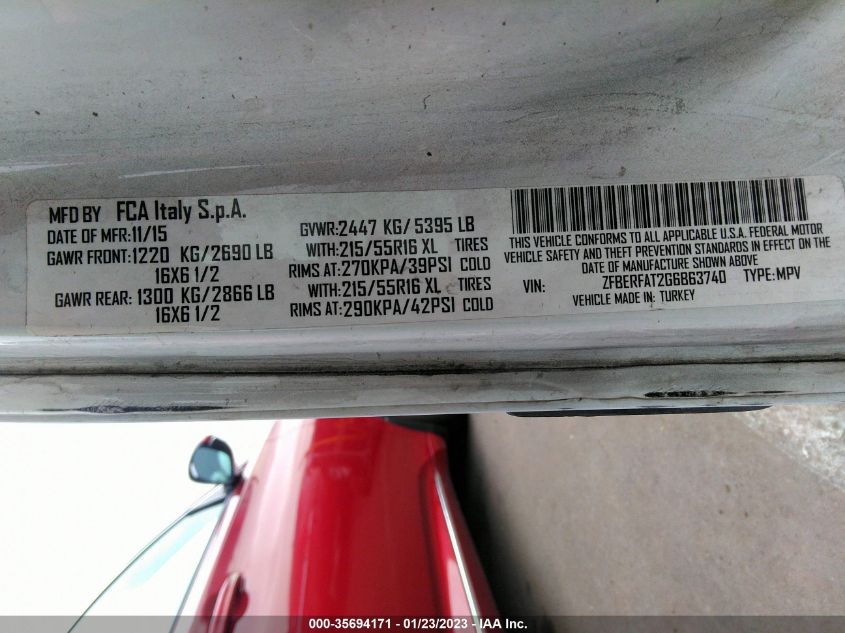 MFD BY FCA Italy S.p.A.
DATE OF MFR:11/15
GAWR FRONT:1220 KG/2690 LB
16X6 1/2
GAWR REAR: 1300 KG/2866 LB
16X6 1/2
GVWR:2447 KG/ 5395 LB
WITH:215/55R16 XL TIRES
RIMS AT:270KPA/39PSI COLD
WITH:215/55R16 XL TIRES
RIMS AT:290KPA/42PSI COLD
THIS VEHICLE CONFORMS TO ALL APPLICABLE U.S.A. FEDERAL MOTOR
VEHICLE SAFETY AND THEFT PREVENTION STANDARDS IN EFFECT ON THE
DATE OF MANUFACTURE SHOWN ABOVE
VIN: ZFBERFAT2G6B63740 TYPE:MPV
VEHICLE MADE IN: TURKEY
000-35694171 - 01/23/2023 - IAA Inc.